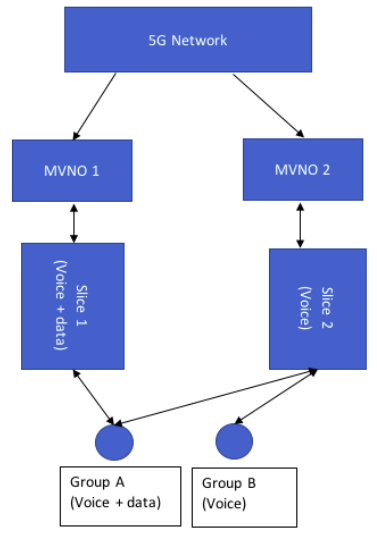 5G Network
MVNO 1
MVNO 2
Slice 1
(Voice + data)
Slice 2
(Voice)
Group A
(Voice + data)
Group B
(Voice)